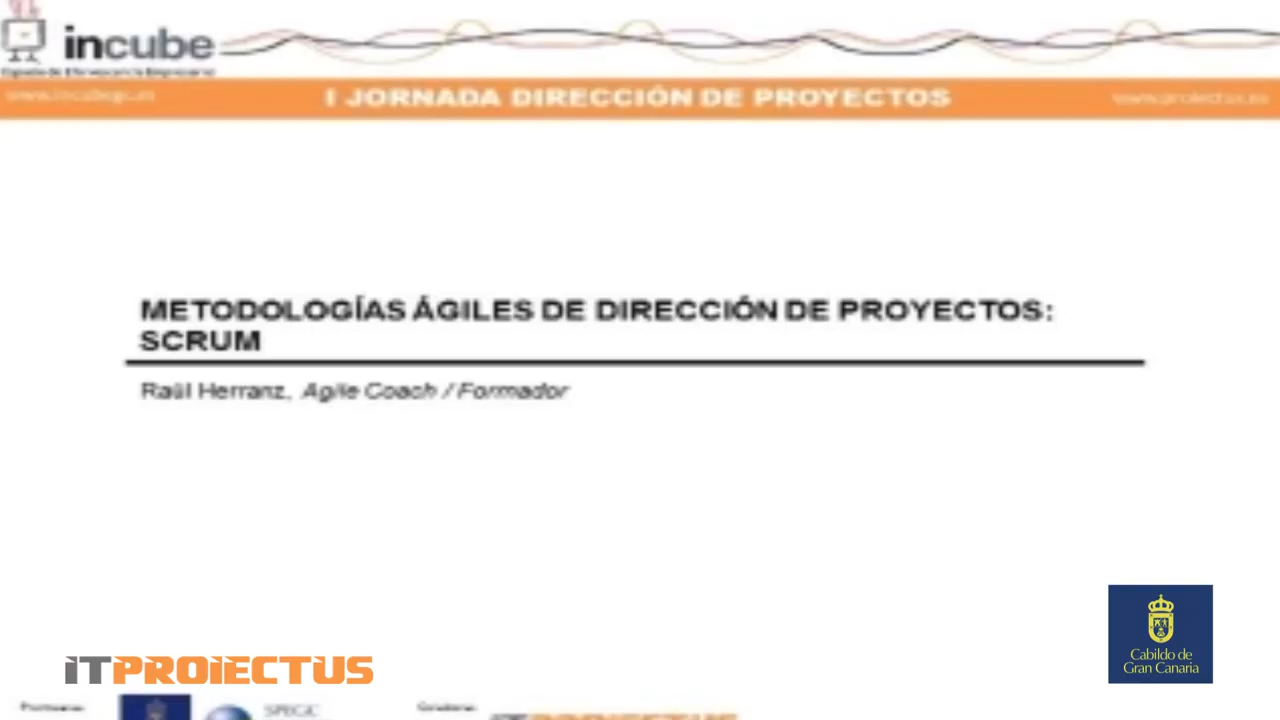 incube
I JORNADA DIRECCIÓN DE PROYECTOS
METODOLOGÍAS ÁGILES DE DIRECCIÓN DE PROYECTOS:
SCRUM
Raúl Herranz, Agile Coach / Formador
Cabildo de
Gran Canaria
ITPROIECTUS
SPEGC